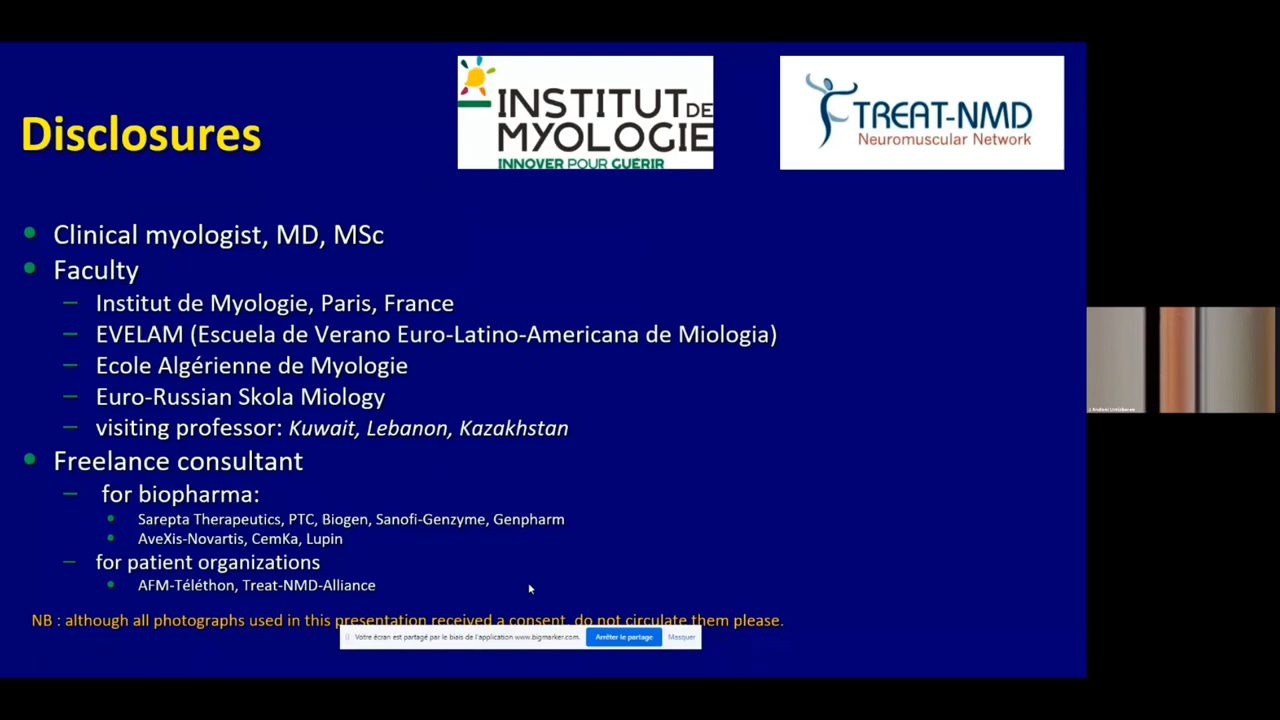 INSTITUT DE
MYOLOGIE
INNOVER POUR GUÉRIR
TREAT-NMD
Neuromuscular Network
Disclosures
Clinical myologist, MD, MSc
Faculty
Institut de Myologie, Paris, France
EVELAM (Escuela de Verano Euro-Latino-Americana de Miologia)
Ecole Algérienne de Myologie
Euro-Russian Skola Miology
visiting professor: Kuwait, Lebanon, Kazakhstan
Freelance consultant
for biopharma:
Sarepta Therapeutics, PTC, Biogen, Sanofi-Genzyme, Genpharm
AveXis-Novartis, CemKa, Lupin
for patient organizations
AFM-Téléthon, Treat-NMD-Alliance
NB : although all photographs used in this presentation received a consent, do not circulate them please.
Votre écran est partagé par le biais de l'application www.bigmarker.com. Arrêter le partage Masquer